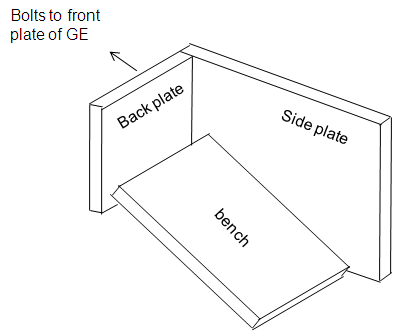 Bolts to front
plate of GE
Back plate
Side plate
bench